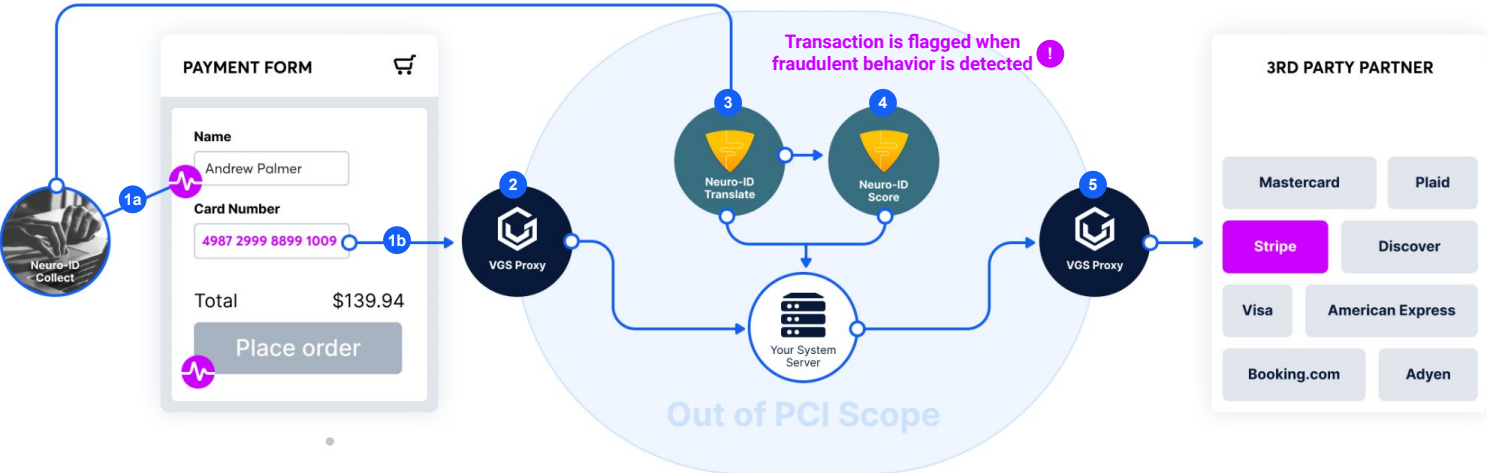 Transaction is flagged when
fraudulent behavior is detected
!
PAYMENT FORM
Name
Andrew Palmer
Card Number
4987 2999 8899 1009
Total $139.94
Place order
1a
1b
Neuro-ID
Collect
2
VGS Proxy
3
Neuro-ID
Translate
4
Neuro-ID
Score
Your System
Server
Out of PCI Scope
5
VGS Proxy
3RD PARTY PARTNER
Mastercard
Plaid
Stripe
Discover
Visa
American Express
Booking.com
Adyen